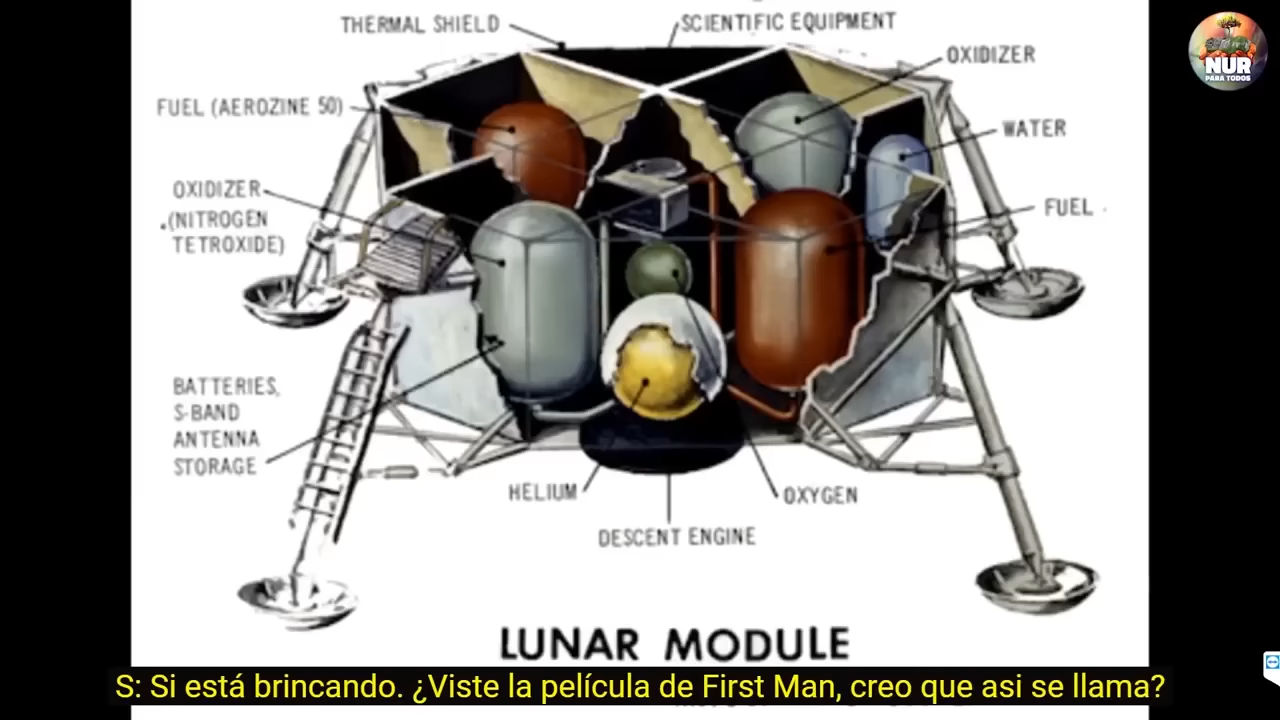 THERMAL SHIELD
SCIENTIFIC EQUIPMENT
OXIDIZER
FUEL (AEROZINE 50)
WATER
OXIDIZER
(NITROGEN
TETROXIDE)
FUEL
BATTERIES,
S-BAND
ANTENNA
STORAGE
HELIUM
OXYGEN
DESCENT ENGINE
LUNAR MODULE
S: Si está brincando. ¿Viste la película de First Man, creo que asi se llama?
NUR
PARA TODOS